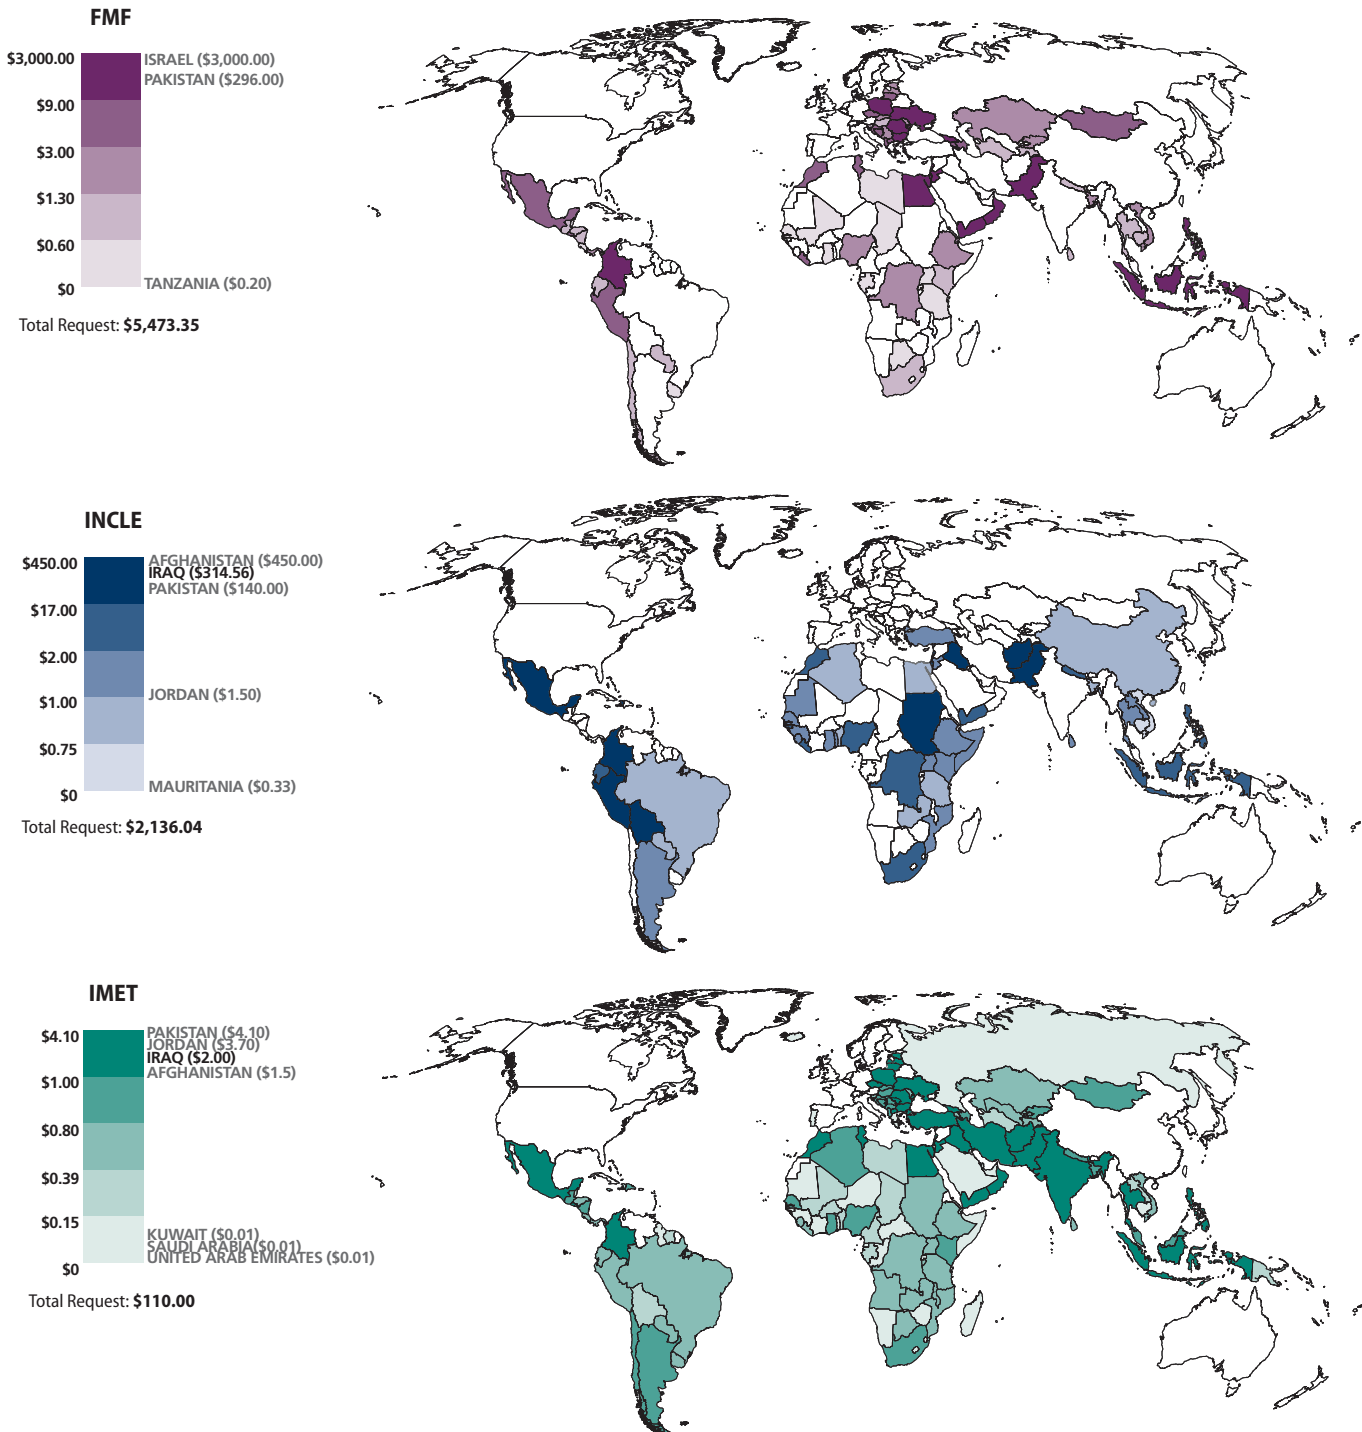 FMF
$3,000.00
ISRAEL ($3,000.00)
PAKISTAN ($296.00)
$9.00
$3.00
$1.30
$0.60
$0
TANZANIA ($0.20)
Total Request: $5,473.35
INCLE
$450.00
AFGHANISTAN ($450.00)
IRAQ ($314.56)
PAKISTAN ($140.00)
$17.00
$2.00
$1.00
JORDAN ($1.50)
$0.75
$0
MAURITANIA ($0.33)
Total Request: $2,136.04
IMET
$4.10
PAKISTAN ($4.10)
JORDAN ($3.70)
IRAQ ($2.00)
AFGHANISTAN ($1.5)
$1.00
$0.80
$0.39
$0.15
KUWAIT ($0.01)
SAUDI ARABIA($0.01)
UNITED ARAB EMIRATES ($0.01)
$0
Total Request: $110.00